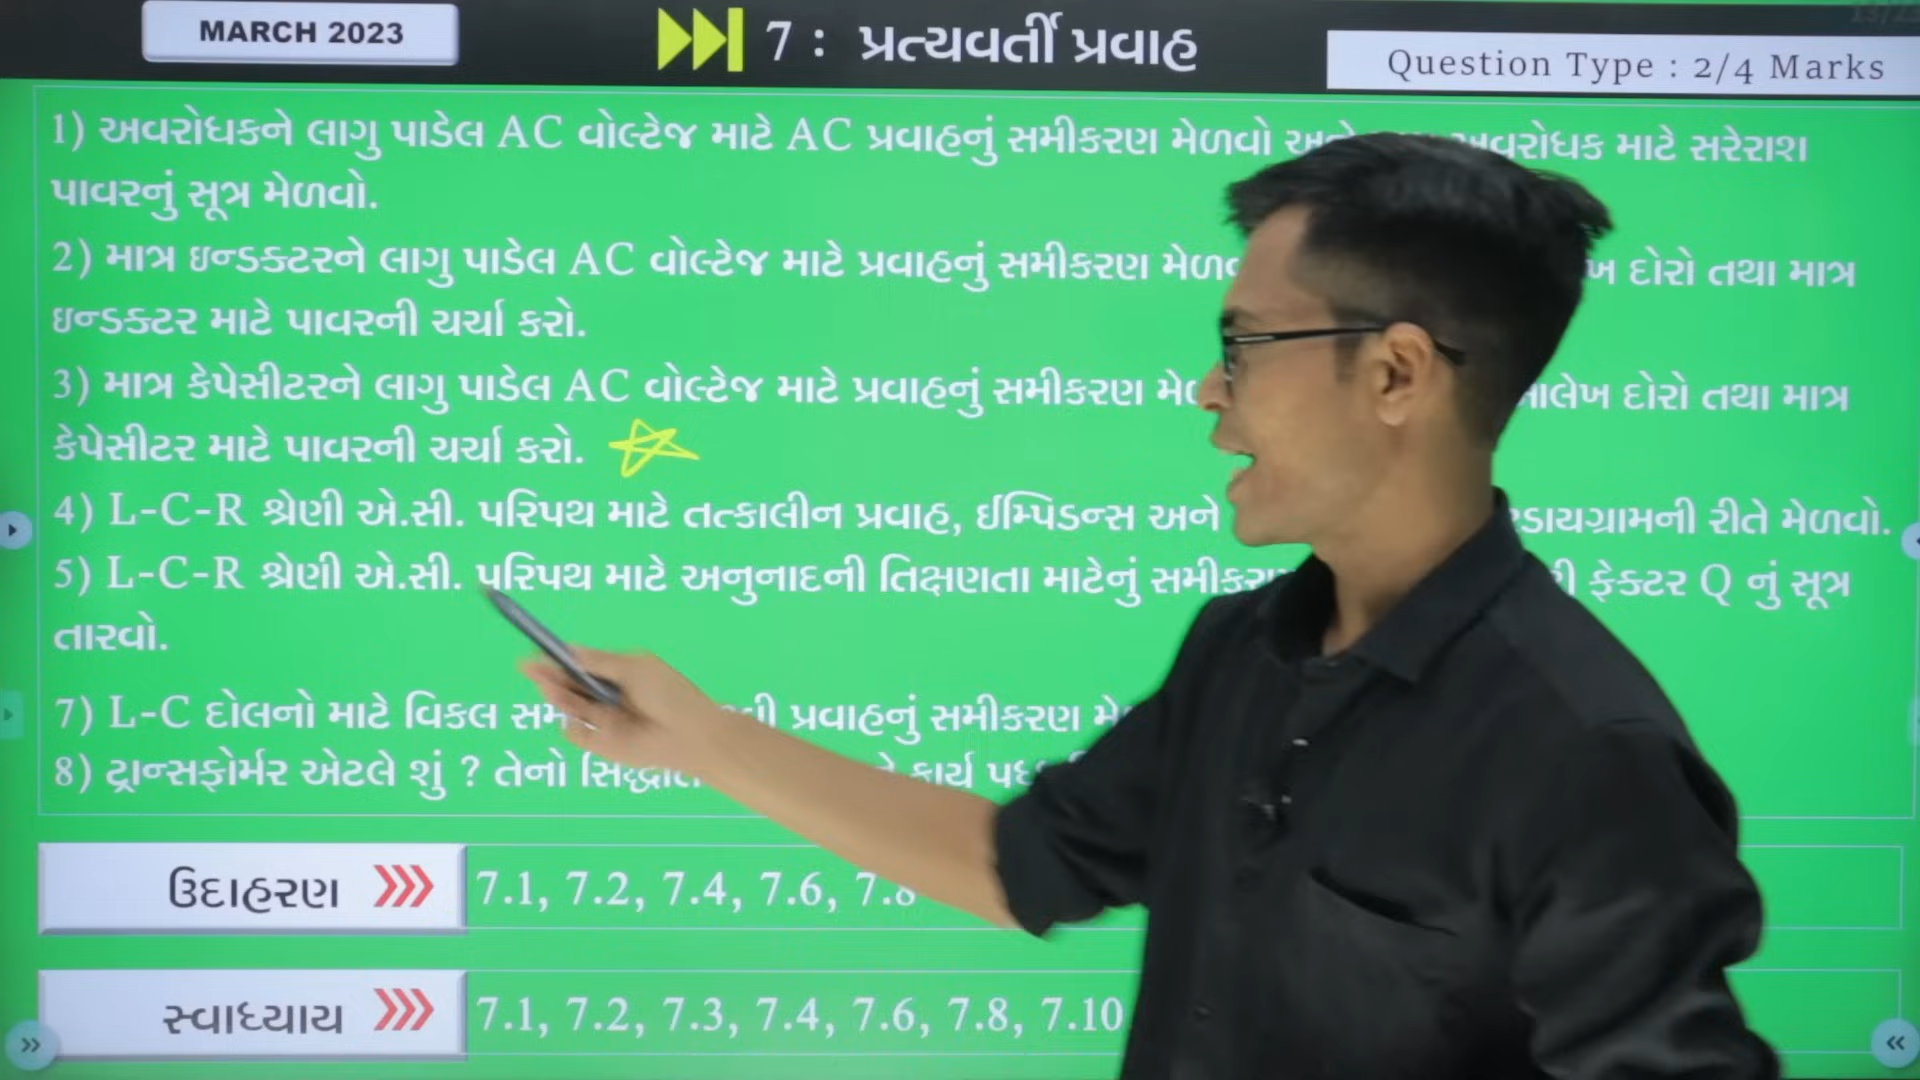 MARCH 2023
7 : પ્રત્યવર્તી પ્રવાહ
Question Type : 2/4 Marks
1) અવરોધકને લાગુ પાડેલ AC વોલ્ટેજ માટે AC પ્રવાહનું સમીકરણ મેળવો અવરોધક માટે સરેરાશ
પાવરનું સૂત્ર મેળવો.
2) માત્ર ઇન્ડક્ટરને લાગુ પાડેલ AC વોલ્ટેજ માટે પ્રવાહનું સમીકરણ દોરો તથા માત્ર
ઇન્ડક્ટર માટે પાવરની ચર્ચા કરો.
3) માત્ર કેપેસીટરને લાગુ પાડેલ AC વોલ્ટેજ માટે પ્રવાહનું સમીકરણ આલેખ દોરો તથા માત્ર
કેપેસીટર માટે પાવરની ચર્ચા કરો.
4) L-C-R શ્રેણી એ.સી. પરિપથ માટે તત્કાલીન પ્રવાહ, ઈમ્પિડન્સ અને રીતે મેળવો.
5) L-C-R શ્રેણી એ.સી. પરિપથ માટે અનુનાદની તિક્ષણતા માટેનું ફેક્ટર Q નું સૂત્ર
તારવો.
7) L-C દોલનો માટે વિકલ પ્રવાહનું સમીકરણ
8) ટ્રાન્સફોર્મર એટલે શું ? તેનો કાર્ય
ઉદાહરણ
7.1, 7.2, 7.4, 7.6, 7.8
સ્વાધ્યાય
7.1, 7.2, 7.3, 7.4, 7.6, 7.8, 7.10